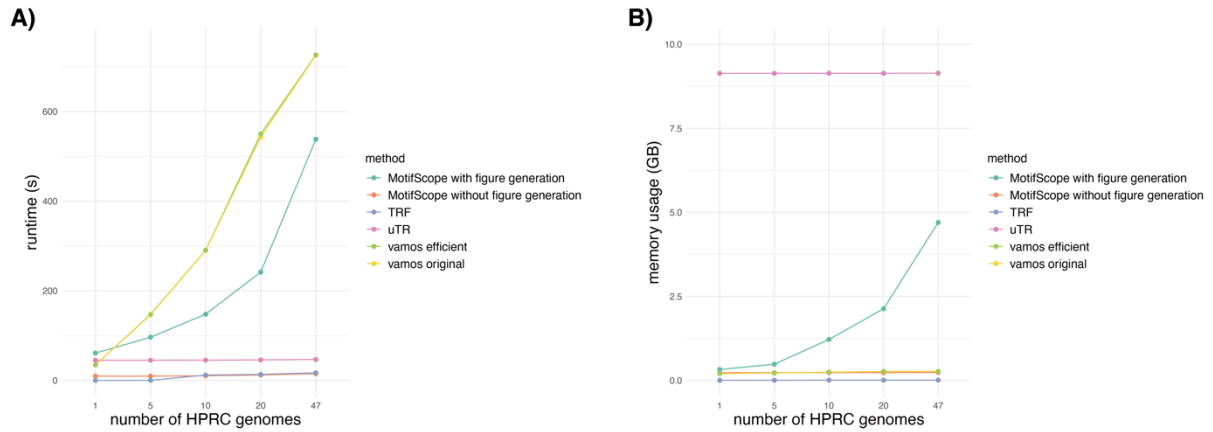 A)
runtime (s)
600
400
200
0
1 5 10 20 47
number of HPRC genomes
method
MotifScope with figure generation
MotifScope without figure generation
TRF
uTR
vamos efficient
vamos original
B)
memory usage (GB)
10.0
7.5
5.0
2.5
0.0
1 5 10 20 47
number of HPRC genomes
method
MotifScope with figure generation
MotifScope without figure generation
TRF
uTR
vamos efficient
vamos original